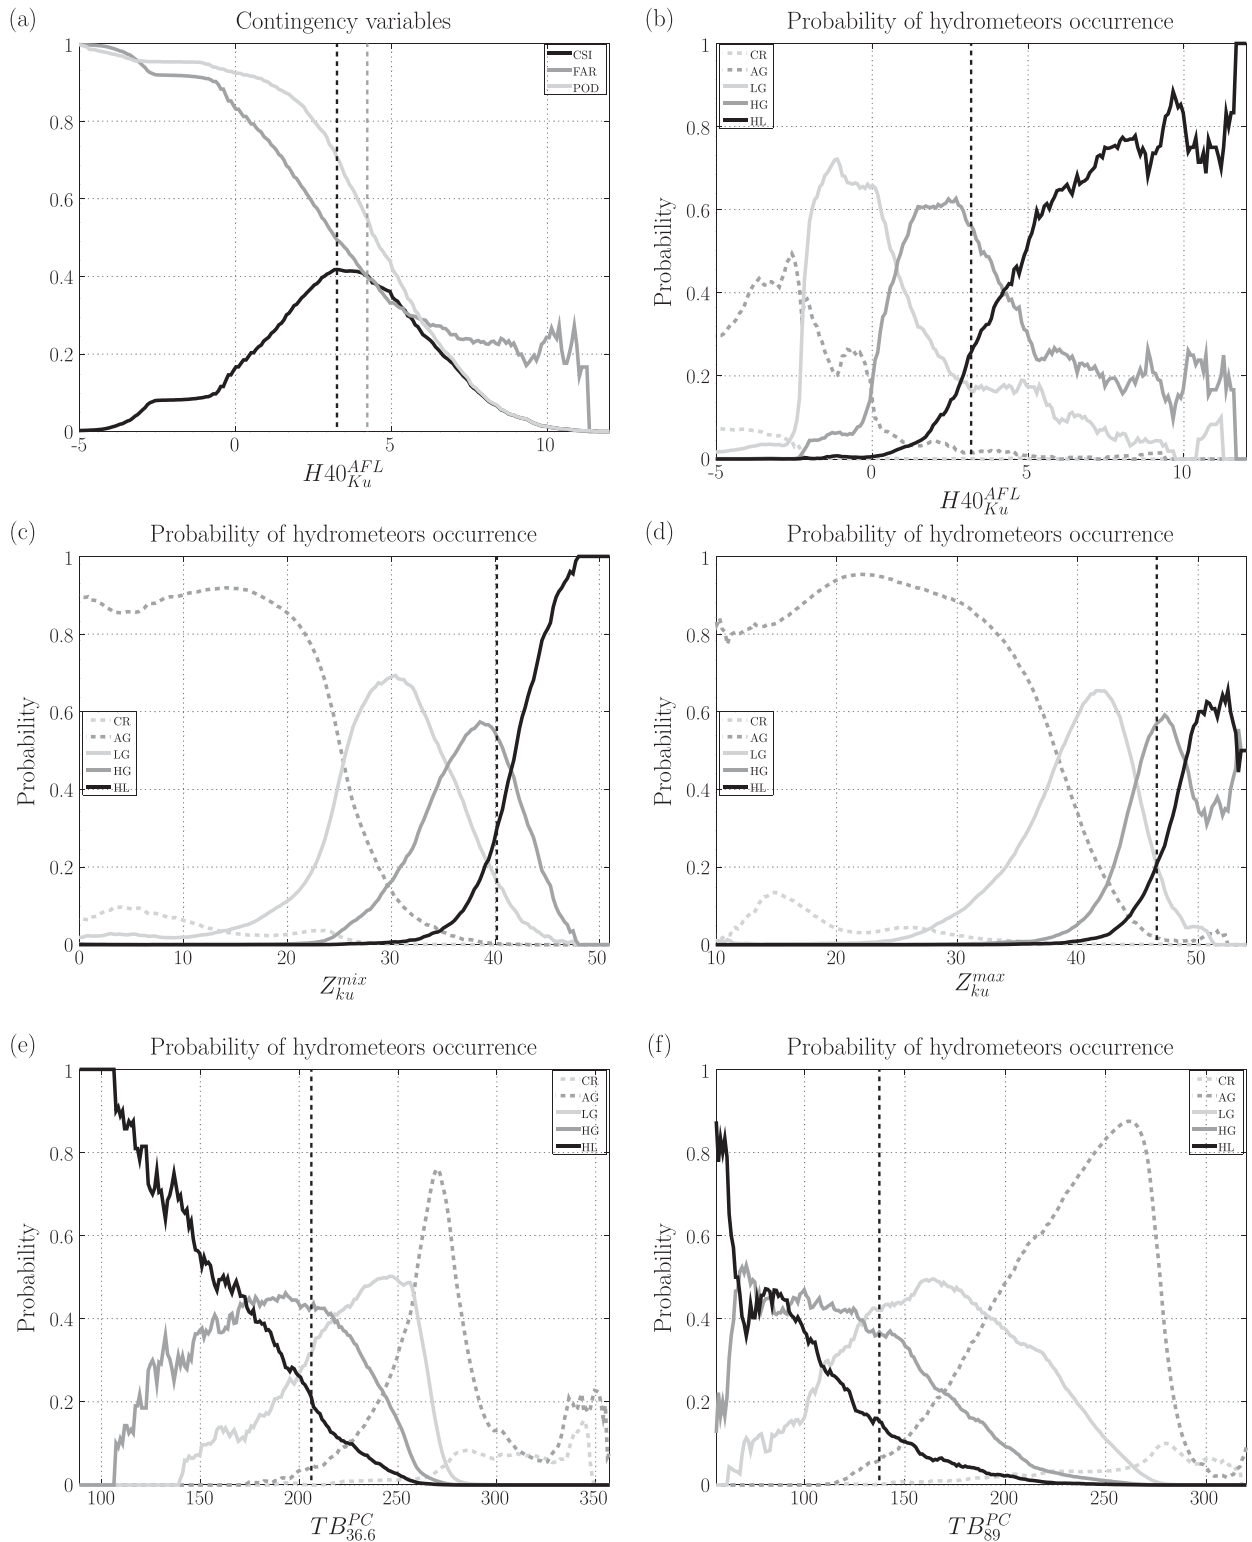 (a) Contingency variables
1
0.8
0.6
0.4
0.2
0
-5 0 5 10
CSI
FAR
POD
H40_{Ku}^{AFL}
(b) Probability of hydrometeors occurrence
Probability
1
0.8
0.6
0.4
0.2
0
-5 0 5 10
CR
AG
LG
HG
HL
H40_{Ku}^{AFL}
(c) Probability of hydrometeors occurrence
Probability
1
0.8
0.6
0.4
0.2
0
0 10 20 30 40 50
CR
AG
LG
HG
HL
Z_{ku}^{mix}
(d) Probability of hydrometeors occurrence
Probability
1
0.8
0.6
0.4
0.2
0
10 20 30 40 50
CR
AG
LG
HG
HL
Z_{ku}^{max}
(e) Probability of hydrometeors occurrence
Probability
1
0.8
0.6
0.4
0.2
0
100 150 200 250 300 350
CR
AG
LG
HG
HL
TB_{36.6}^{PC}
(f) Probability of hydrometeors occurrence
Probability
1
0.8
0.6
0.4
0.2
0
100 150 200 250 300
CR
AG
LG
HG
HL
TB_{89}^{PC}